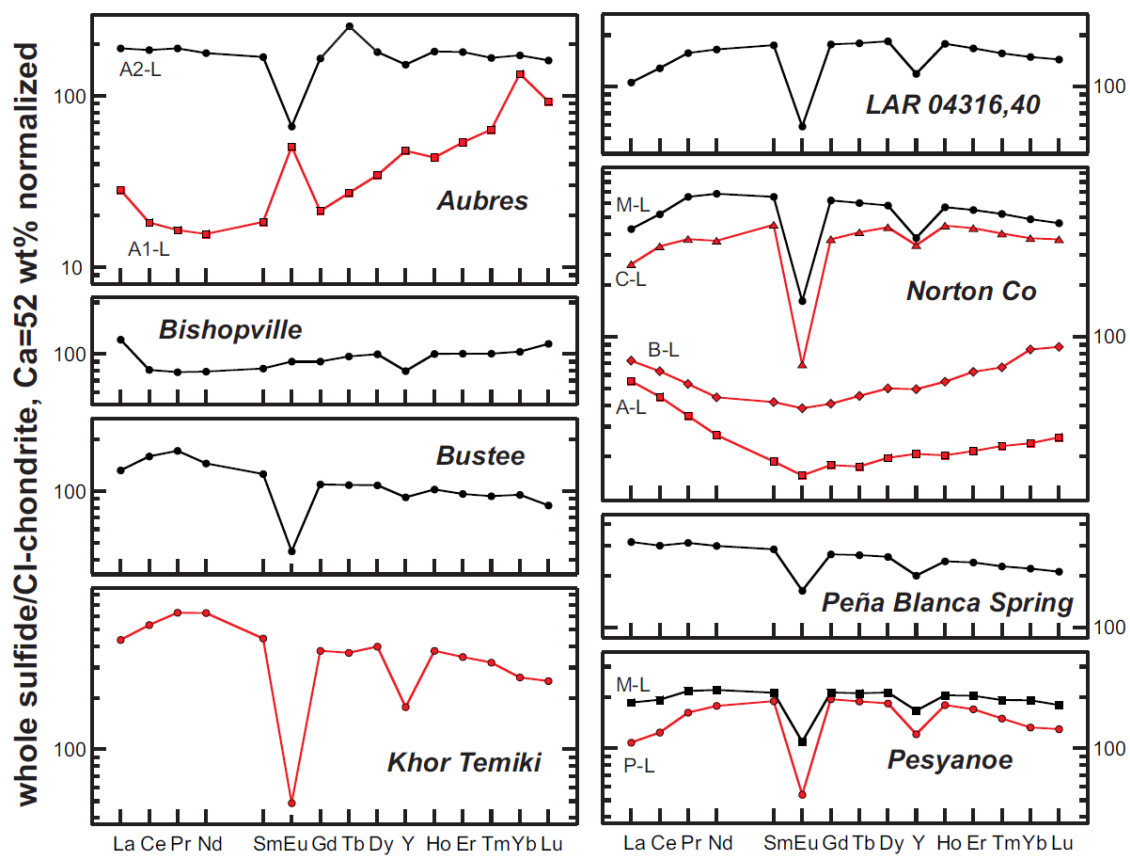 whole sulfide/CI-chondrite, Ca=52 wt% normalized
A2-L
100
Aubres
A1-L
10
Bishopville
100
Bustee
100
Khor Temiki
100
La Ce Pr Nd Sm Eu Gd Tb Dy Y Ho Er Tm Yb Lu
100
LAR 04316,40
M-L
C-L
Norton Co
100
B-L
A-L
Peña Blanca Spring
100
M-L
100
P-L
Pesyanoe
La Ce Pr Nd Sm Eu Gd Tb Dy Y Ho Er Tm Yb Lu